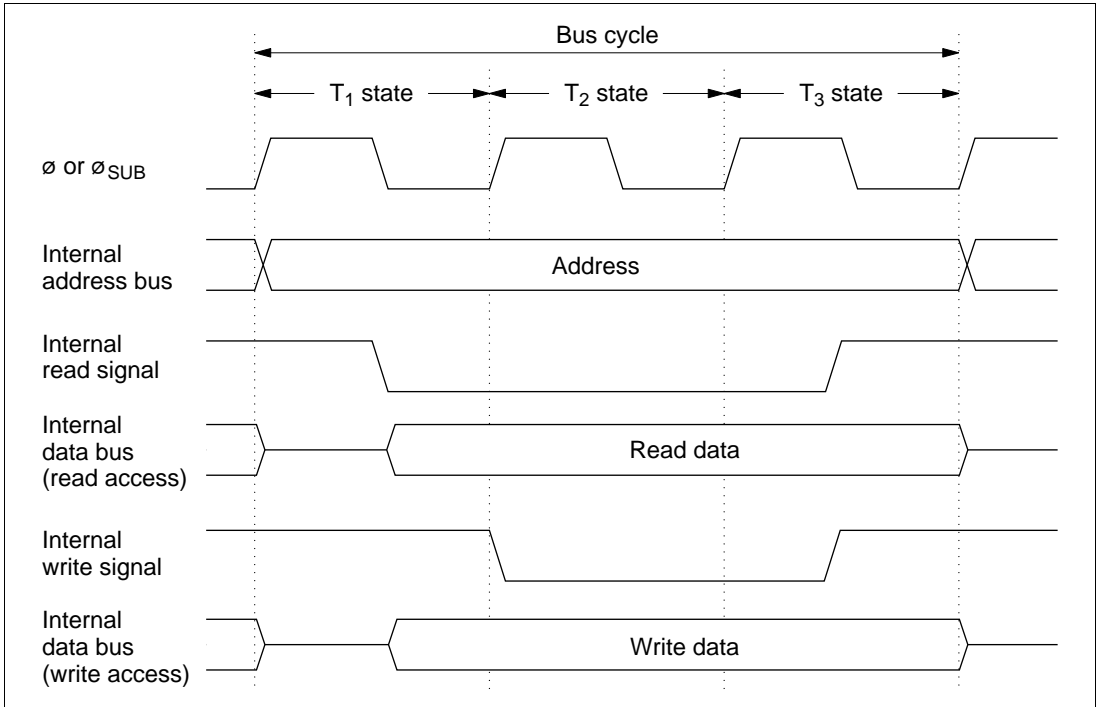 Bus cycle
T₁ state
T₂ state
T₃ state
ø or øSUB
Internal
address bus
Address
Internal
read signal
Internal
data bus
(read access)
Read data
Internal
write signal
Internal
data bus
(write access)
Write data